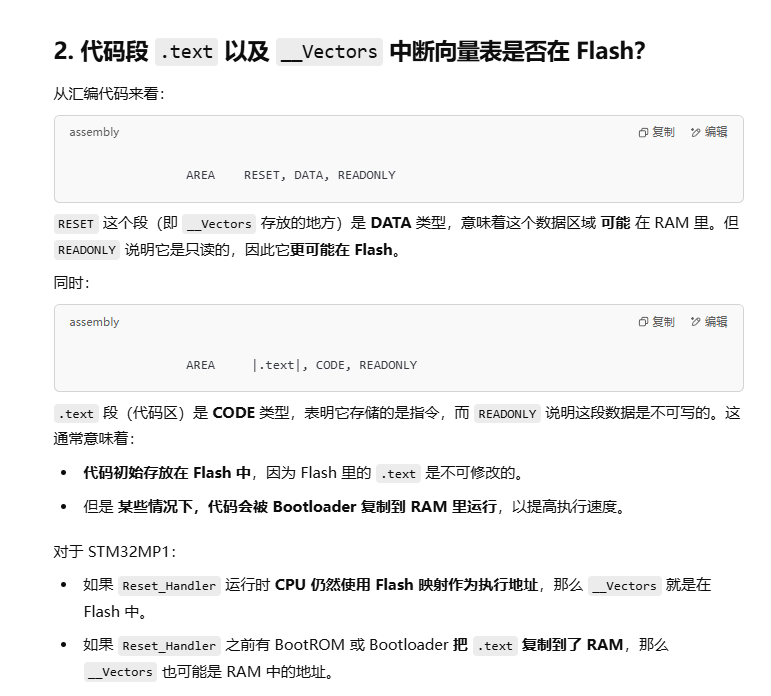 2. 代码段 .text 以及 __Vectors 中断向量表是否在 Flash？
从汇编代码来看：
assembly 复制 编辑
AREA    RESET, DATA, READONLY
RESET 这个段（即 __Vectors 存放的地方）是 DATA 类型，意味着这个数据区域 可能 在 RAM 里。但
READONLY 说明它是只读的，因此它更可能在 Flash。
同时：
assembly 复制 编辑
AREA    |.text|, CODE, READONLY
.text 段（代码区）是 CODE 类型，表明它存储的是指令，而 READONLY 说明这段数据是不可写的。这
通常意味着：
• 代码初始存放在 Flash 中，因为 Flash 里的 .text 是不可修改的。
• 但是 某些情况下，代码会被 Bootloader 复制到 RAM 里运行，以提高执行速度。
对于 STM32MP1：
• 如果 Reset_Handler 运行时 CPU 仍然使用 Flash 映射作为执行地址，那么 __Vectors 就是在
Flash 中。
• 如果 Reset_Handler 之前有 BootROM 或 Bootloader 把 .text 复制到了 RAM，那么
__Vectors 也可能是 RAM 中的地址。